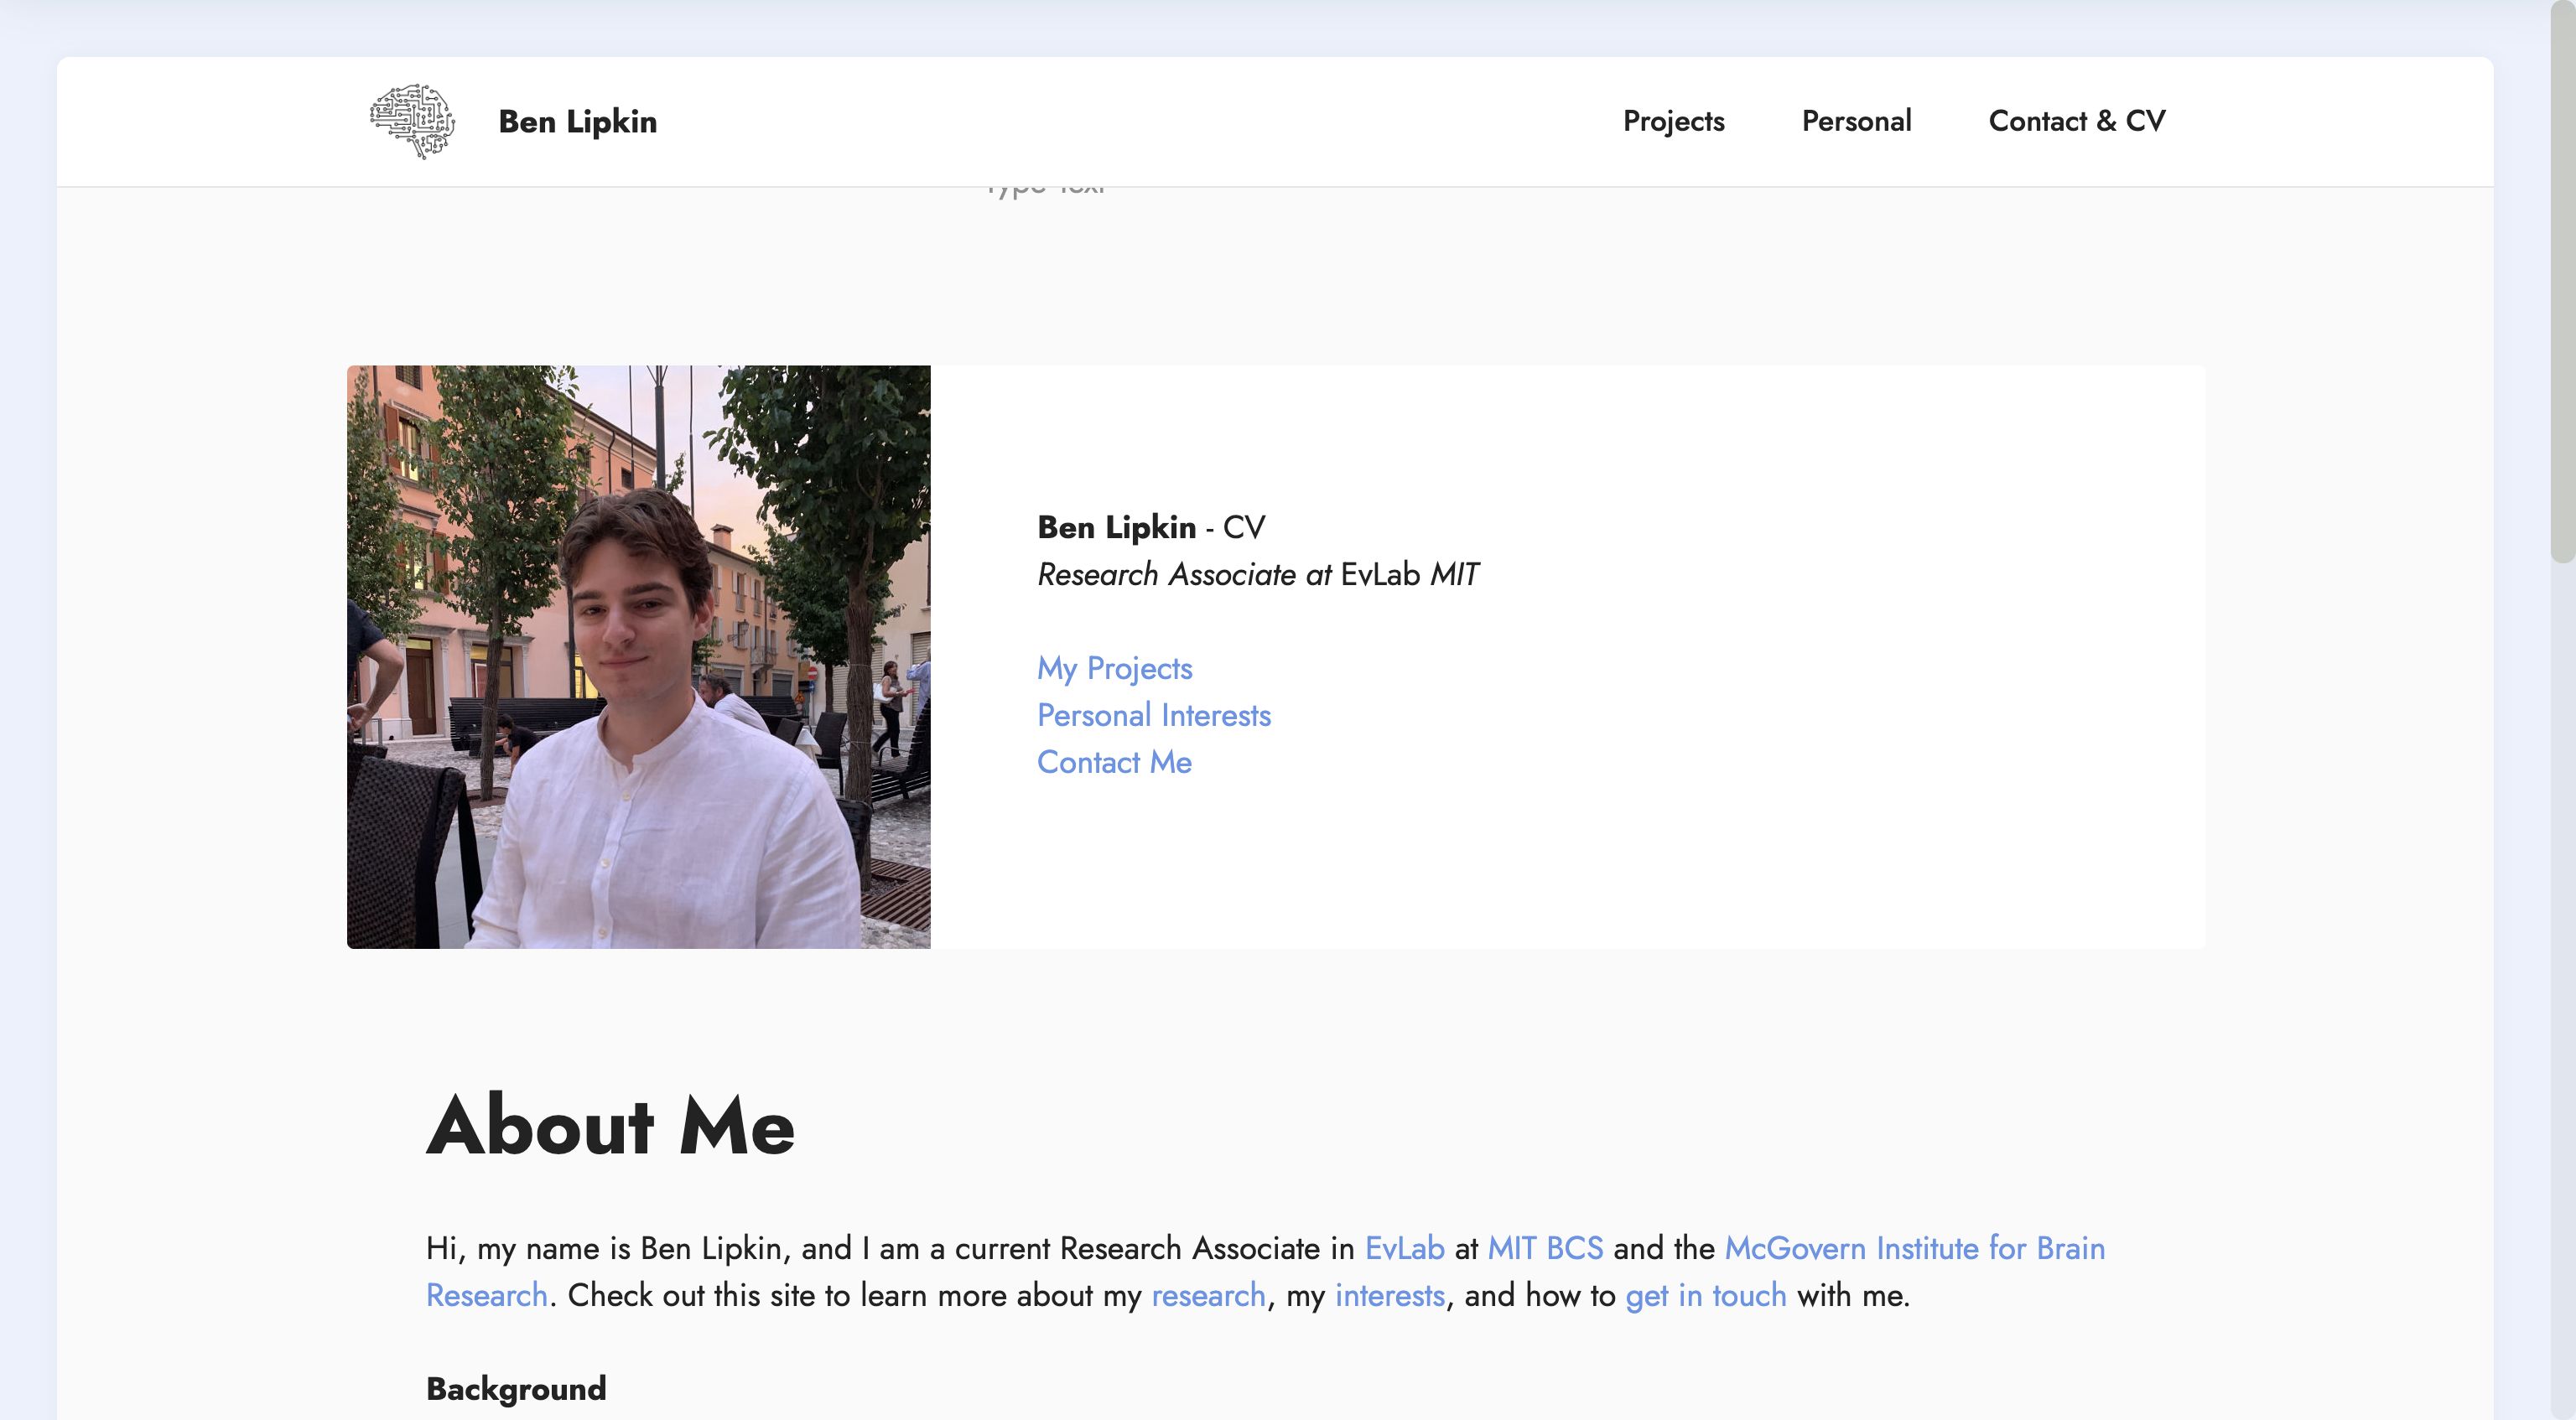 Ben Lipkin
Projects
Personal
Contact & CV
Type Text
Ben Lipkin - CV
Research Associate at EvLab MIT
My Projects
Personal Interests
Contact Me
About Me
Hi, my name is Ben Lipkin, and I am a current Research Associate in EvLab at MIT BCS and the McGovern Institute for Brain
Research. Check out this site to learn more about my research, my interests, and how to get in touch with me.
Background